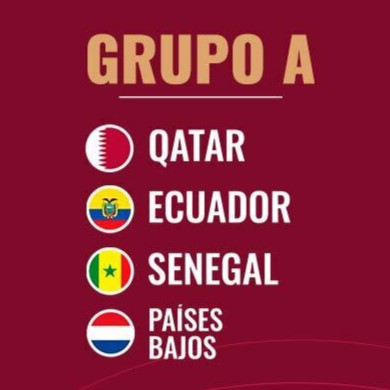 GRUPO A
QATAR
ECUADOR
SENEGAL
PAÍSES
BAJOS